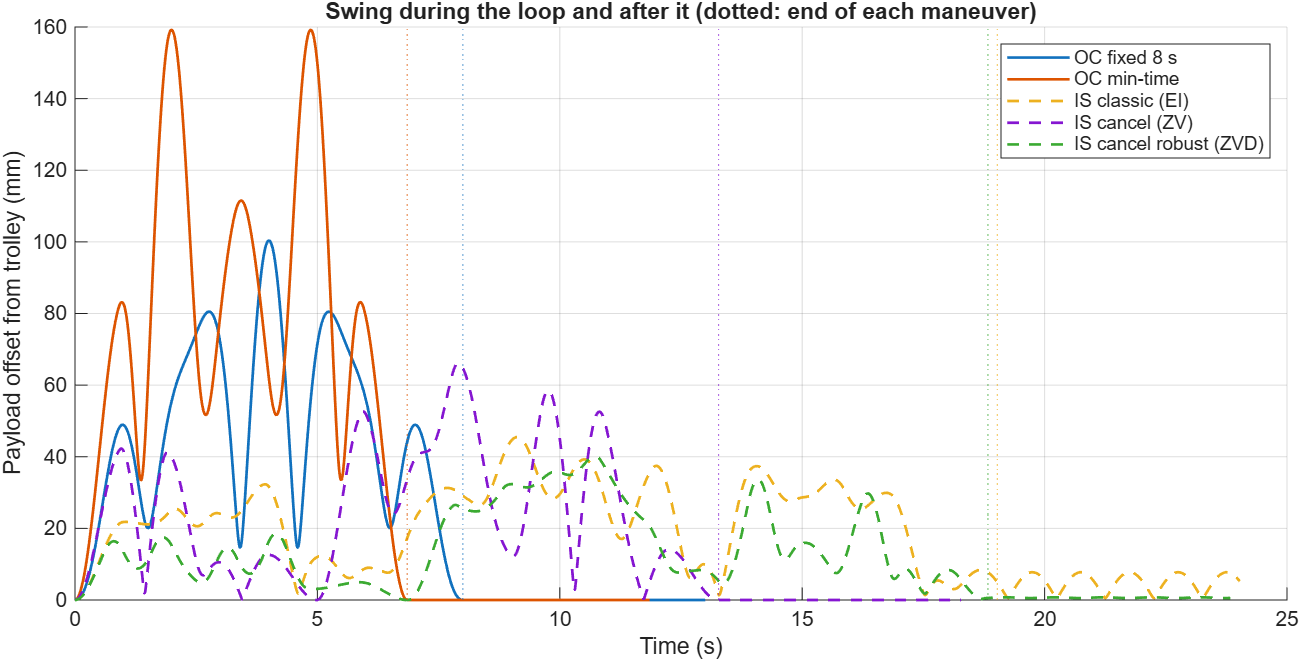 Swing during the loop and after it (dotted: end of each maneuver)
Payload offset from trolley (mm)
160
140
120
100
80
60
40
20
0
0
5
10
15
20
25
Time (s)
OC fixed 8 s
OC min-time
IS classic (EI)
IS cancel (ZV)
IS cancel robust (ZVD)